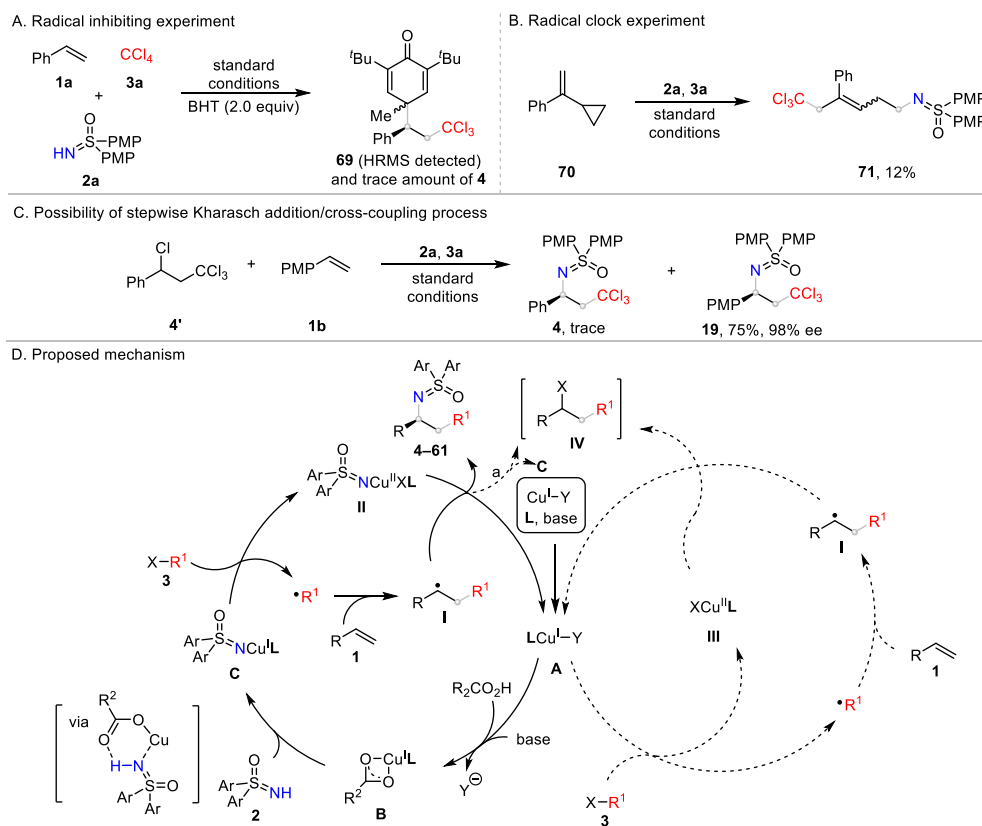 A. Radical inhibiting experiment
Ph
1a
CCl4
3a
+
O
HN S PMP
PMP
2a
standard
conditions
BHT (2.0 equiv)
O
tBu tBu
Me
Ph CCl3
69 (HRMS detected)
and trace amount of 4
B. Radical clock experiment
Ph
70
2a, 3a
standard
conditions
Ph
Cl3C N S PMP
PMP
O
71, 12%
C. Possibility of stepwise Kharasch addition/cross-coupling process
Cl
Ph CCl3
4'
+
PMP
1b
2a, 3a
standard
conditions
PMP PMP
S
N O
Ph CCl3
4, trace
+
PMP PMP
S
N O
PMP CCl3
19, 75%, 98% ee
D. Proposed mechanism
Ar Ar
S
N O
R R1
4–61
X
R R1
IV
a
C
CuI–Y
L, base
O
Ar S NCuIIXL
Ar
II
X–R1
3
•R1
R
1
R R1
I
O
Ar S NCuIL
Ar
C
LCuI–Y
A
R2CO2H
base
Y⊖
CuIL
O O
R2
B
O
Ar S NH
Ar
2
via
R2 O
O Cu
H–N
S O
Ar Ar
XCuIIL
III
R R1
I
R
1
•R1
X–R1
3